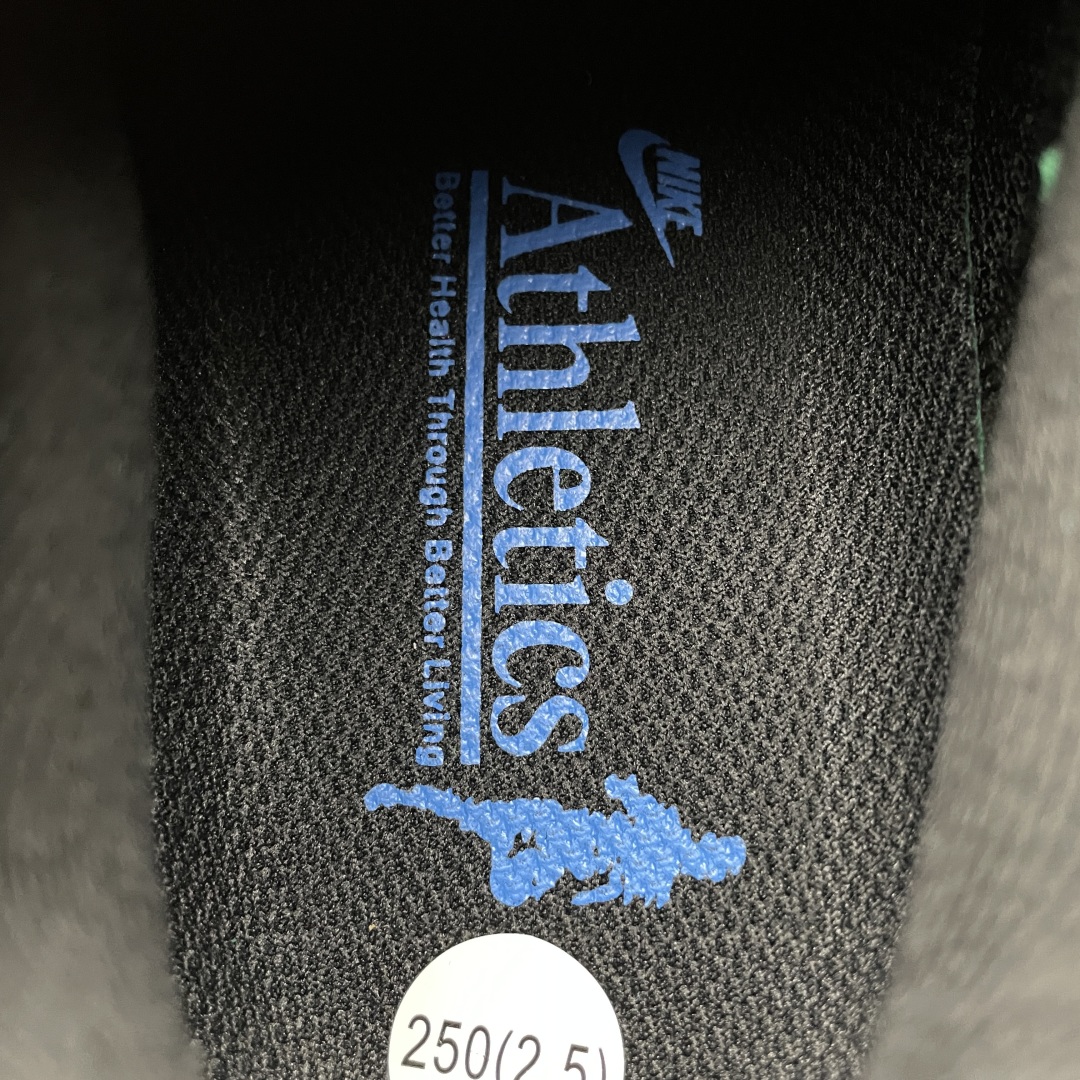 NIKE
Athletics
Better Health Through Better Living
250(2.5)